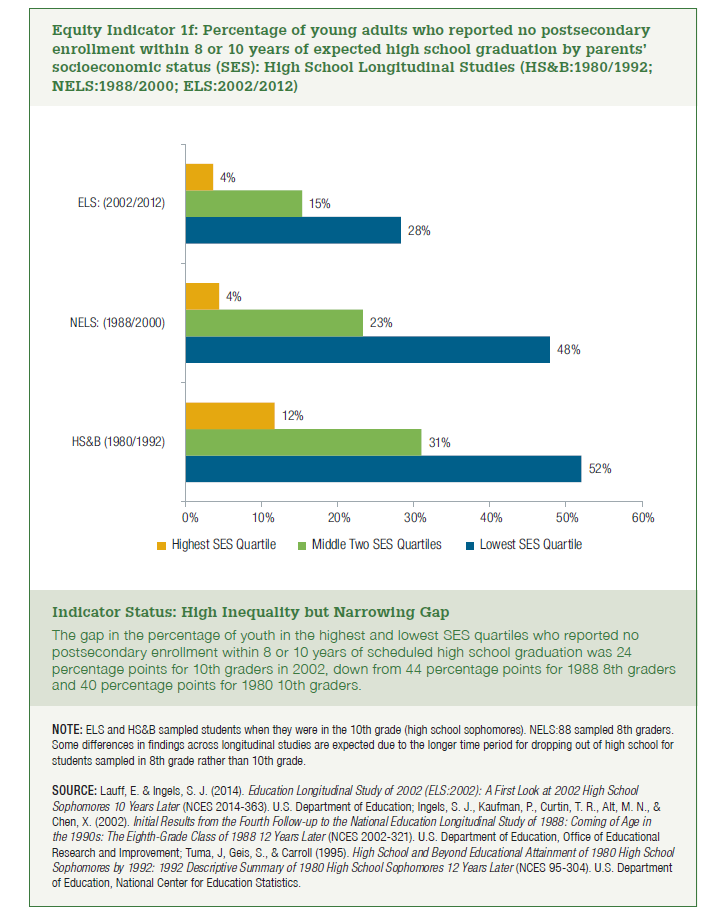 Equity Indicator 1f: Percentage of young adults who reported no postsecondary
enrollment within 8 or 10 years of expected high school graduation by parents'
socioeconomic status (SES): High School Longitudinal Studies (HS&B:1980/1992;
NELS:1988/2000; ELS:2002/2012)
ELS: (2002/2012)
4%
15%
28%
NELS: (1988/2000)
4%
23%
48%
HS&B (1980/1992)
12%
31%
52%
0% 10% 20% 30% 40% 50% 60%
Highest SES Quartile Middle Two SES Quartiles Lowest SES Quartile
Indicator Status: High Inequality but Narrowing Gap
The gap in the percentage of youth in the highest and lowest SES quartiles who reported no
postsecondary enrollment within 8 or 10 years of scheduled high school graduation was 24
percentage points for 10th graders in 2002, down from 44 percentage points for 1988 8th graders
and 40 percentage points for 1980 10th graders.
NOTE: ELS and HS&B sampled students when they were in the 10th grade (high school sophomores). NELS:88 sampled 8th graders.
Some differences in findings across longitudinal studies are expected due to the longer time period for dropping out of high school for
students sampled in 8th grade rather than 10th grade.
SOURCE: Lauff, E. & Ingels, S. J. (2014). Education Longitudinal Study of 2002 (ELS:2002): A First Look at 2002 High School
Sophomores 10 Years Later (NCES 2014-363). U.S. Department of Education; Ingels, S. J., Kaufman, P., Curtin, T. R., Alt, M. N., &
Chen, X. (2002). Initial Results from the Fourth Follow-up to the National Education Longitudinal Study of 1988: Coming of Age in
the 1990s: The Eighth-Grade Class of 1988 12 Years Later (NCES 2002-321). U.S. Department of Education, Office of Educational
Research and Improvement; Tuma, J, Geis, S., & Carroll (1995). High School and Beyond Educational Attainment of 1980 High School
Sophomores by 1992: 1992 Descriptive Summary of 1980 High School Sophomores 12 Years Later (NCES 95-304). U.S. Department
of Education, National Center for Education Statistics.